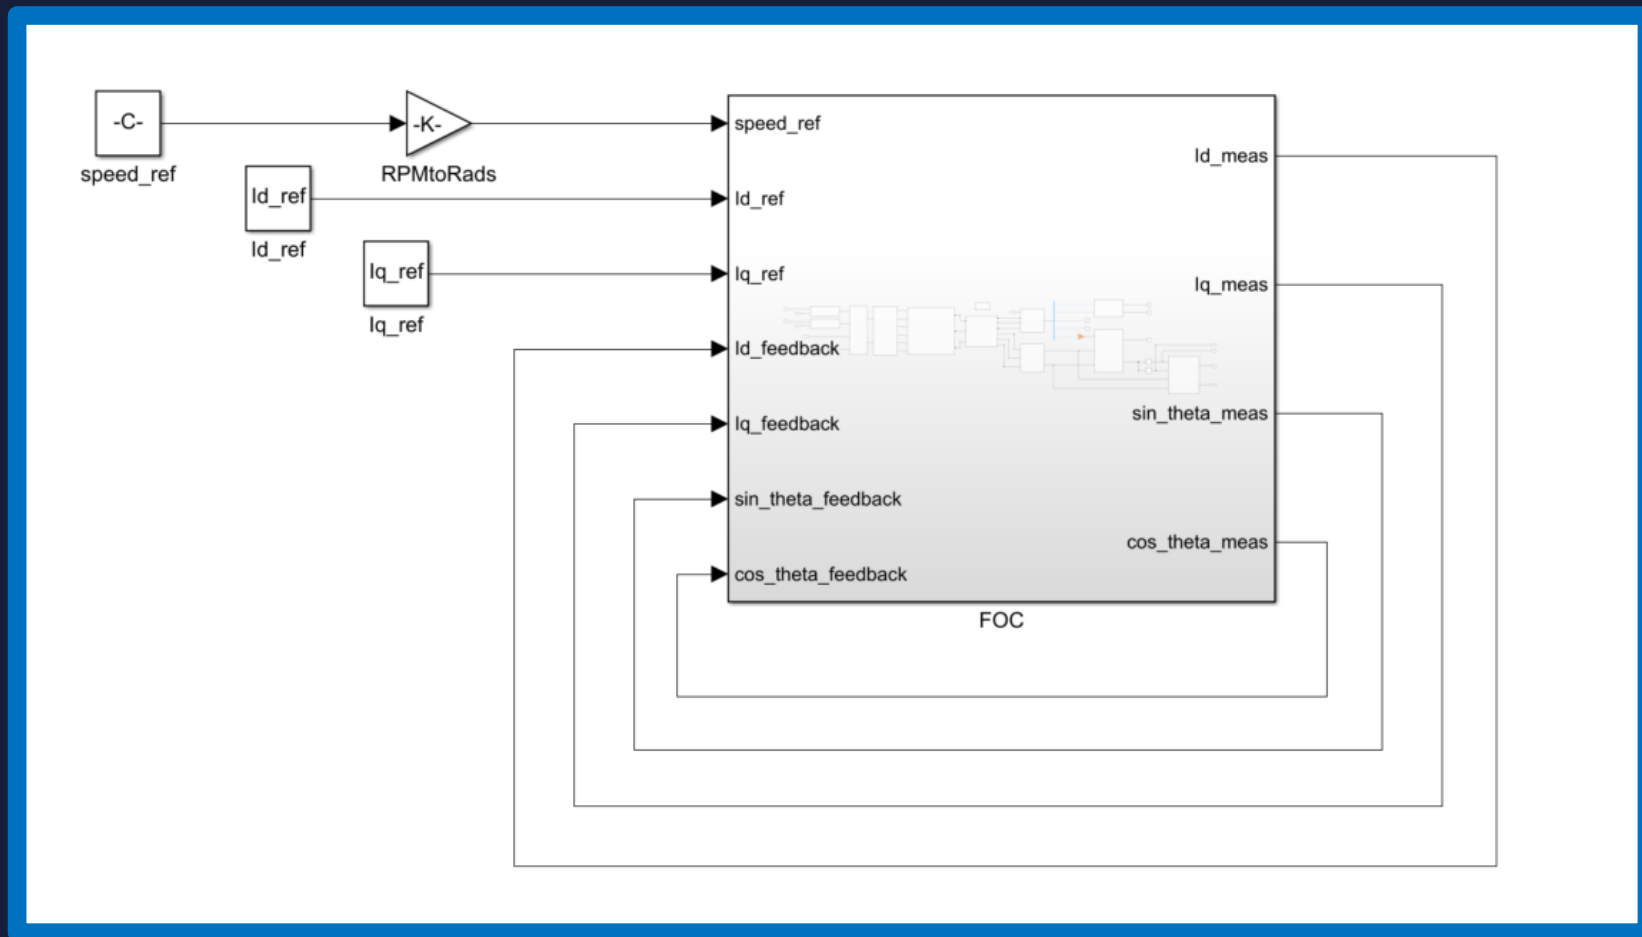 -C-
speed_ref
-K-
RPMtoRads
Id_ref
Id_ref
Iq_ref
Iq_ref
speed_ref
Id_ref
Iq_ref
Id_feedback
Iq_feedback
sin_theta_feedback
cos_theta_feedback
Id_meas
Iq_meas
sin_theta_meas
cos_theta_meas
FOC